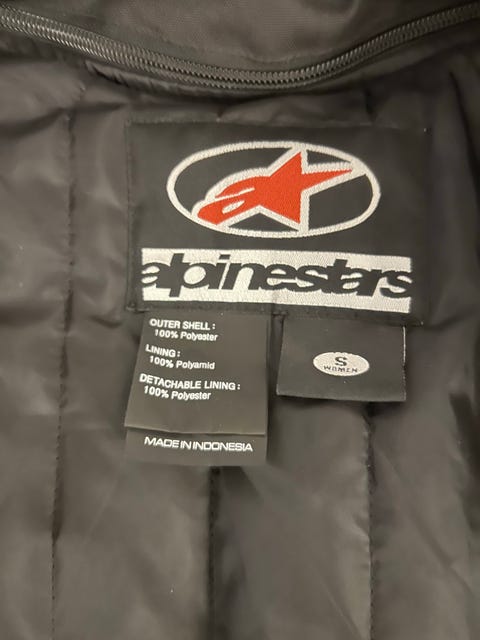 alpinestars
OUTER SHELL:
100% Polyester
LINING:
100% Polyamid
DETACHABLE LINING:
100% Polyester
MADE IN INDONESIA
S
WOMEN